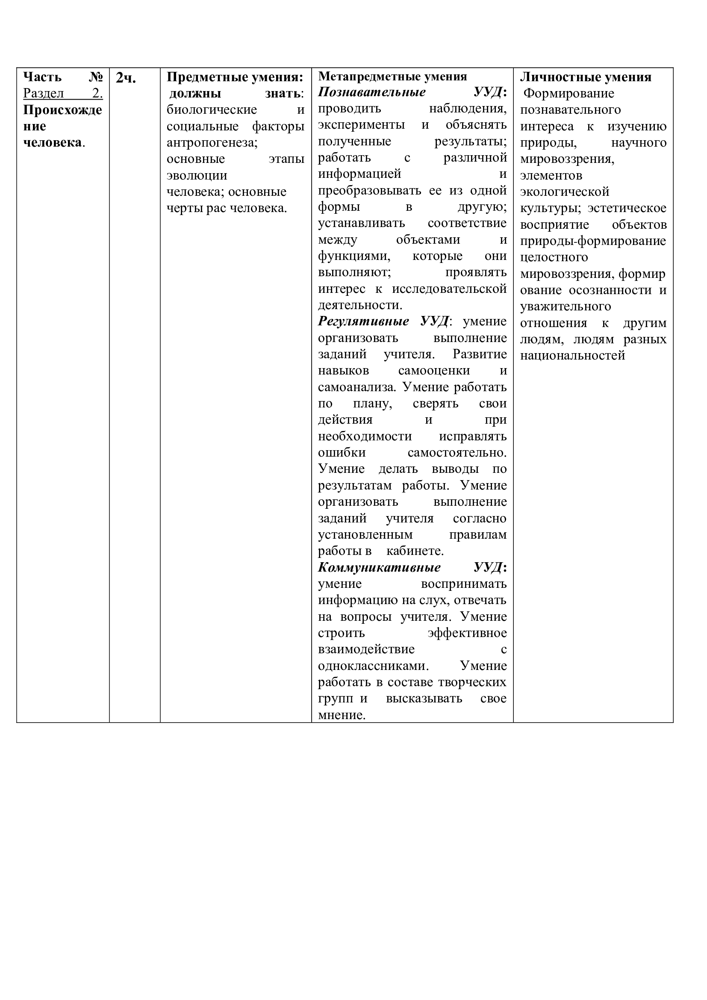 Часть №
Раздел 2.
Происхожде
ние
человека.
2ч.
Предметные умения:
должны знать:
биологические и
социальные факторы
антропогенеза;
основные этапы
эволюции
человека; основные
черты рас человека.
Метапредметные умения
Познавательные УУД:
проводить наблюдения,
эксперименты и объяснять
полученные результаты;
работать с различной
информацией и
преобразовывать ее из одной
формы в другую;
устанавливать соответствие
между объектами и
функциями, которые они
выполняют; проявлять
интерес к исследовательской
деятельности.
Регулятивные УУД: умение
организовать выполнение
заданий учителя. Развитие
навыков самооценки и
самоанализа. Умение работать
по плану, сверять свои
действия и при
необходимости исправлять
ошибки самостоятельно.
Умение делать выводы по
результатам работы. Умение
организовать выполнение
заданий учителя согласно
установленным правилам
работы в кабинете.
Коммуникативные УУД:
умение воспринимать
информацию на слух, отвечать
на вопросы учителя. Умение
строить эффективное
взаимодействие с
одноклассниками. Умение
работать в составе творческих
групп и высказывать свое
мнение.
Личностные умения
Формирование
познавательного
интереса к изучению
природы, научного
мировоззрения,
элементов
экологической
культуры; эстетическое
восприятие объектов
природы-формирование
целостного
мировоззрения, формир
ование осознанности и
уважительного
отношения к другим
людям, людям разных
национальностей